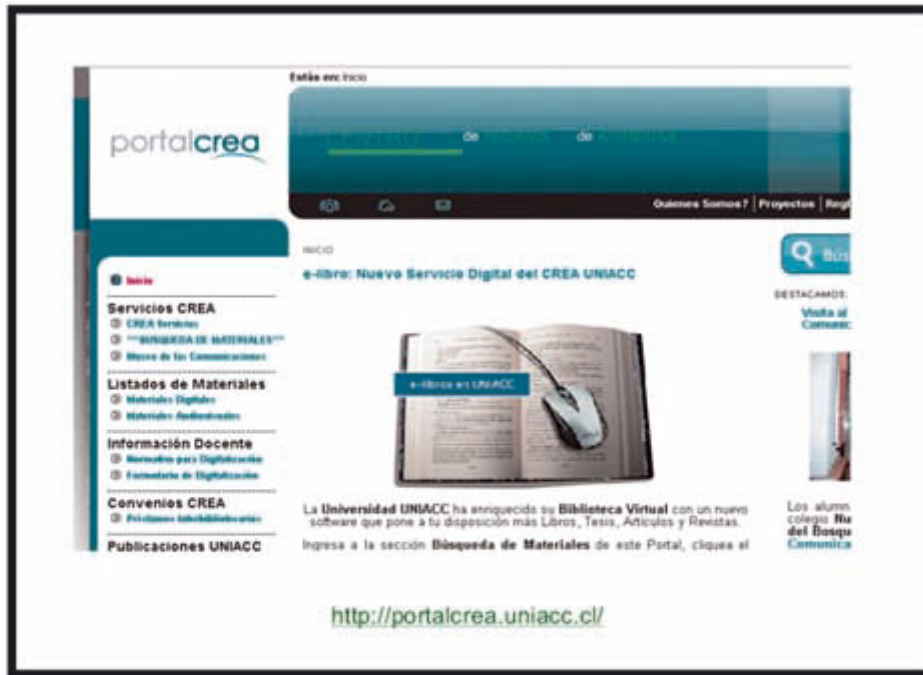 Estás en: Inicio
portalcrea
de de
Quienes Somos? | Proyectos | Regl
INICIO
e-libro: Nuevo Servicio Digital del CREA UNIACC
Bús
DESTACAMOS:
Visita al
Comunic
Inicio
Servicios CREA
CREA Servicios
***BUSQUEDA DE MATERIALES***
Museo de las Comunicaciones
Listados de Materiales
Materiales Digitales
Materiales Audiovisuales
Información Docente
Normativa para Digitalización
Formulario de Digitalización
Convenios CREA
Préstamos Interbibliotecarios
Publicaciones UNIACC
e-libros en UNIACC
La Universidad UNIACC ha enriquecido su Biblioteca Virtual con un nuevo
software que pone a tu disposición más Libros, Tesis, Artículos y Revistas.
Ingresa a la sección Búsqueda de Materiales de este Portal, cliquea el
Los alumn
colegio Nu
del Bosqu
Comunica
http://portalcrea.uniacc.cl/